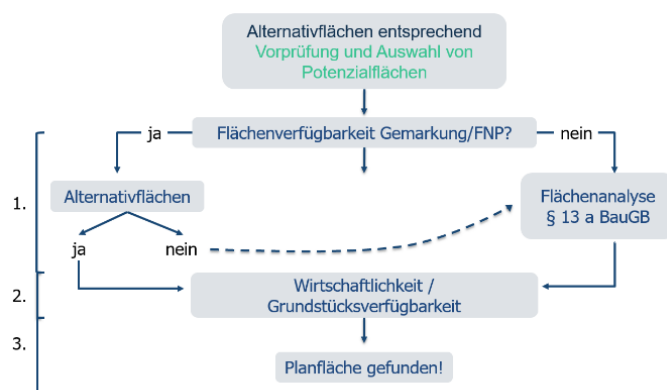 Alternativflächen entsprechend
Vorprüfung und Auswahl von
Potenzialflächen
ja
Flächenverfügbarkeit Gemarkung/FNP?
nein
1.
Alternativflächen
Flächenanalyse
§ 13 a BauGB
ja
nein
2.
Wirtschaftlichkeit /
Grundstücksverfügbarkeit
3.
Planfläche gefunden!